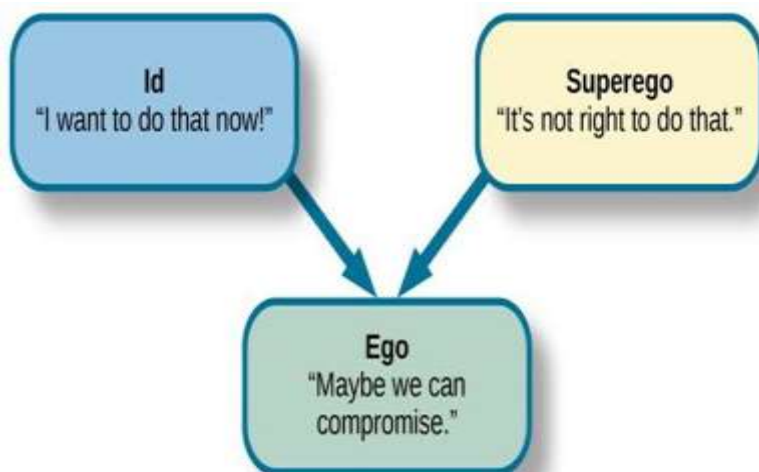 Id
“I want to do that now!”
Superego
“It’s not right to do that.”
Ego
“Maybe we can
compromise.”